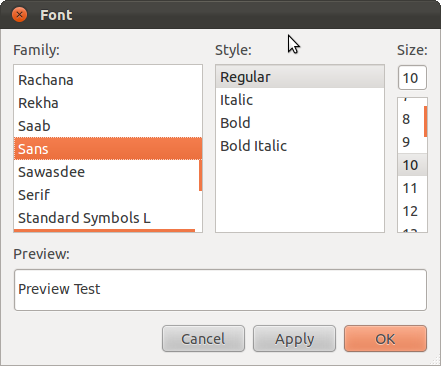 Font
Family:
Rachana
Rekha
Saab
Sans
Sawasdee
Serif
Standard Symbols L
Style:
Regular
Italic
Bold
Bold Italic
Size:
10
8
9
10
11
12
Preview:
Preview Test
Cancel
Apply
OK